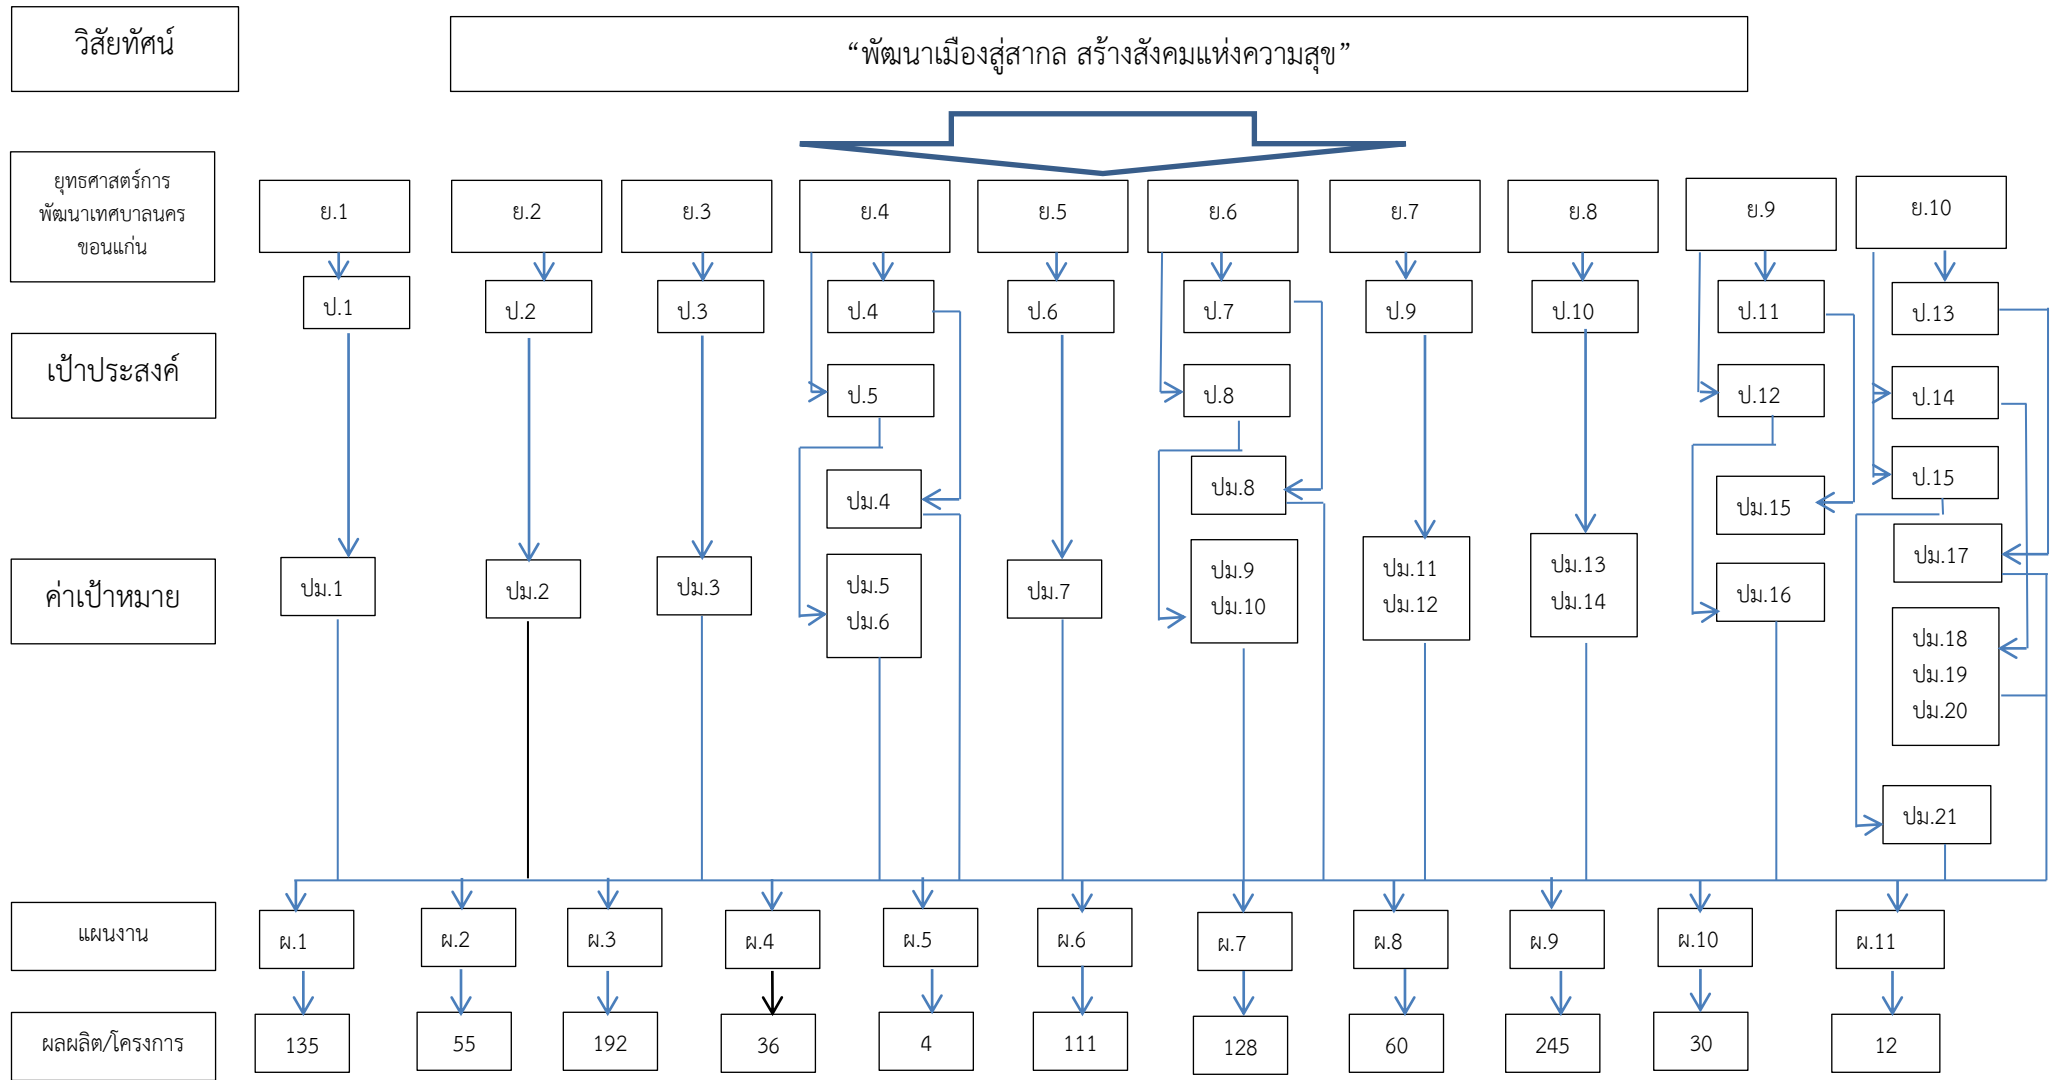 วิสัยทัศน์
“พัฒนาเมืองสู่สากล สร้างสังคมแห่งความสุข”
ยุทธศาสตร์การ
พัฒนาเทศบาลนคร
ขอนแก่น
ย.1
ย.2
ย.3
ย.4
ย.5
ย.6
ย.7
ย.8
ย.9
ย.10
เป้าประสงค์
ป.1
ป.2
ป.3
ป.4
ป.6
ป.7
ป.9
ป.10
ป.11
ป.13
ป.5
ป.8
ป.12
ป.14
ป.15
ค่าเป้าหมาย
ปม.4
ปม.8
ปม.15
ปม.17
ปม.1
ปม.2
ปม.3
ปม.5
ปม.6
ปม.7
ปม.9
ปม.10
ปม.11
ปม.12
ปม.13
ปม.14
ปม.16
ปม.18
ปม.19
ปม.20
ปม.21
แผนงาน
ผ.1
ผ.2
ผ.3
ผ.4
ผ.5
ผ.6
ผ.7
ผ.8
ผ.9
ผ.10
ผ.11
ผลผลิต/โครงการ
135
55
192
36
4
111
128
60
245
30
12